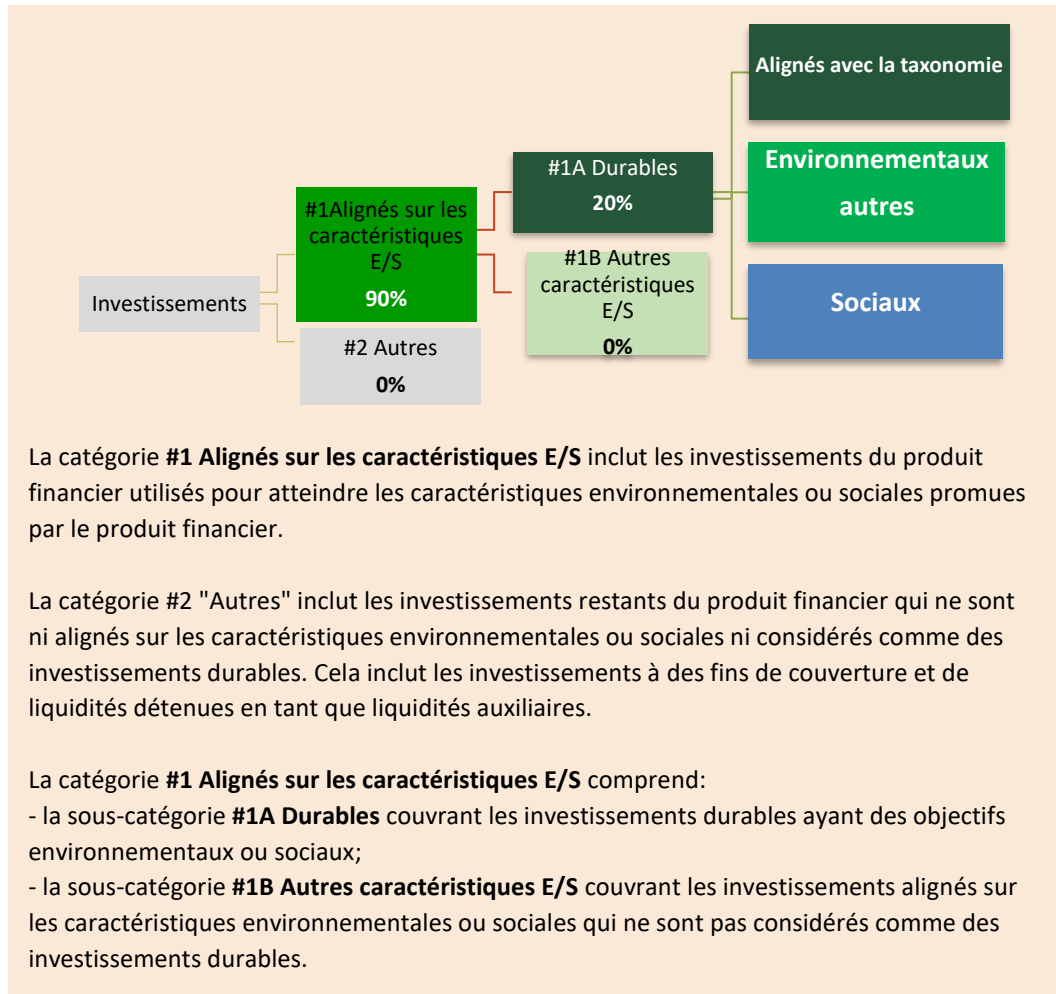 Investissements
#1Alignés sur les
caractéristiques
E/S
90%
#2 Autres
0%
#1A Durables
20%
#1B Autres
caractéristiques
E/S
0%
Alignés avec la taxonomie
Environnementaux
autres
Sociaux
La catégorie #1 Alignés sur les caractéristiques E/S inclut les investissements du produit
financier utilisés pour atteindre les caractéristiques environnementales ou sociales promues
par le produit financier.
La catégorie #2 "Autres" inclut les investissements restants du produit financier qui ne sont
ni alignés sur les caractéristiques environnementales ou sociales ni considérés comme des
investissements durables. Cela inclut les investissements à des fins de couverture et de
liquidités détenues en tant que liquidités auxiliaires.
La catégorie #1 Alignés sur les caractéristiques E/S comprend:
- la sous-catégorie #1A Durables couvrant les investissements durables ayant des objectifs
environnementaux ou sociaux;
- la sous-catégorie #1B Autres caractéristiques E/S couvrant les investissements alignés sur
les caractéristiques environnementales ou sociales qui ne sont pas considérés comme des
investissements durables.